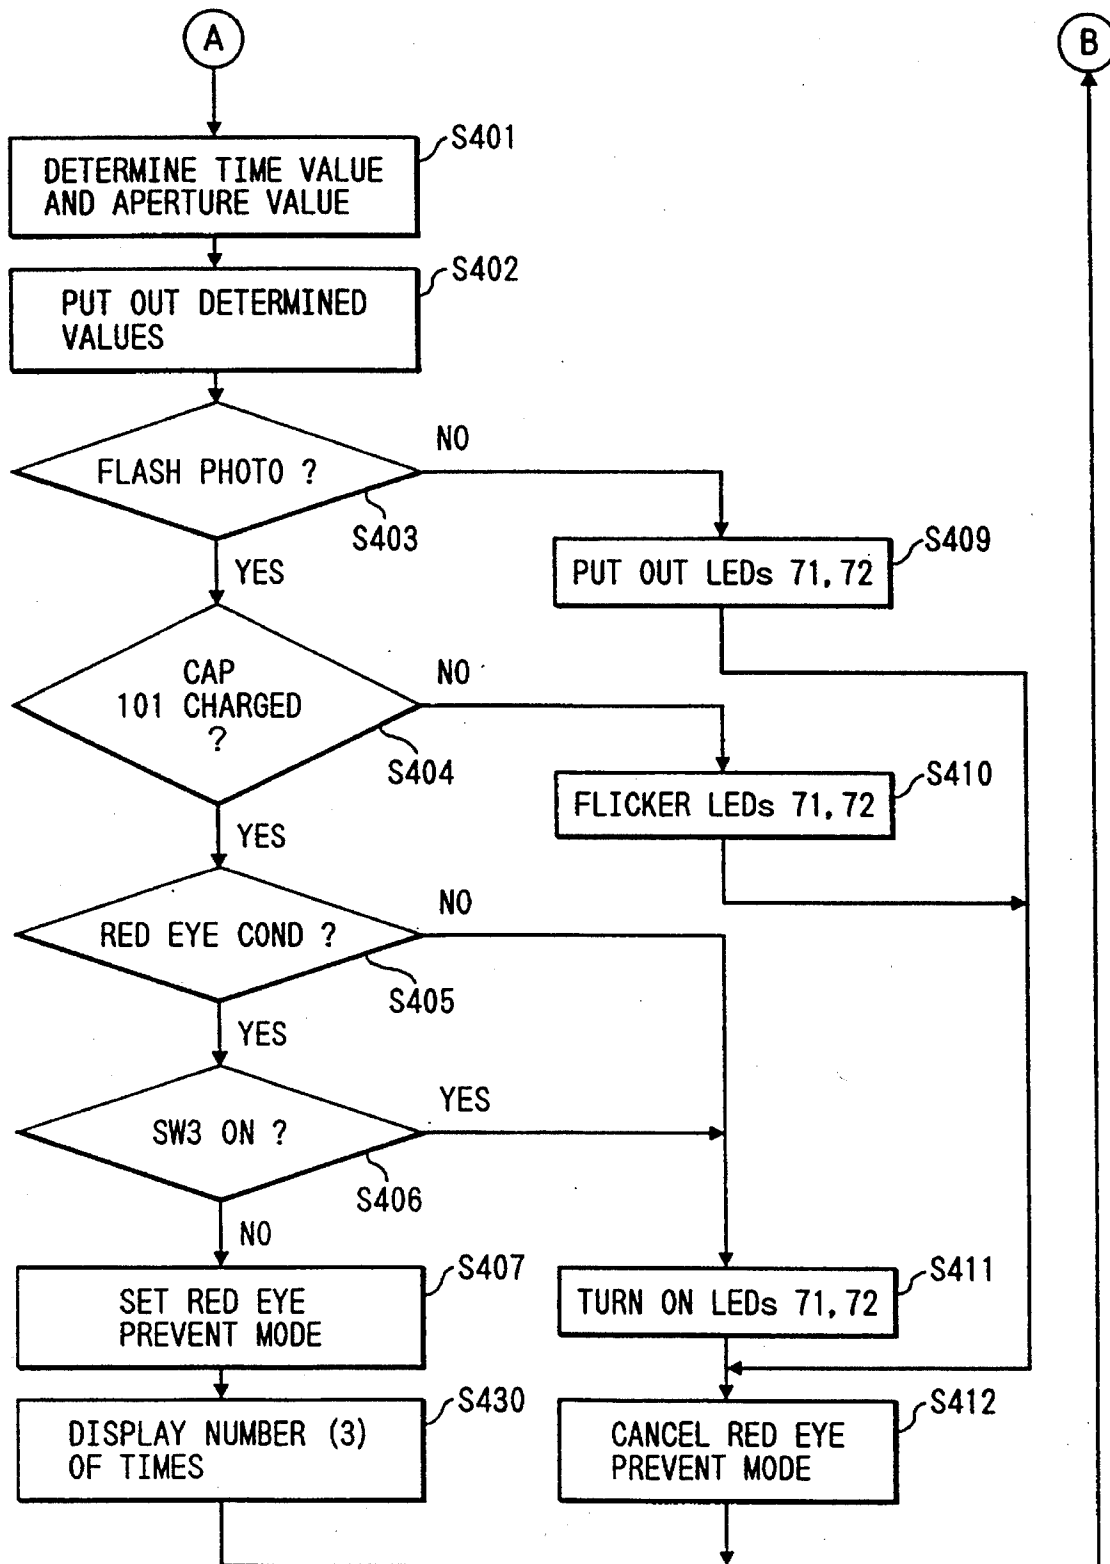 A
B
S401
DETERMINE TIME VALUE
AND APERTURE VALUE
S402
PUT OUT DETERMINED
VALUES
FLASH PHOTO ?
NO
S403
YES
S409
PUT OUT LEDs 71, 72
CAP
101 CHARGED
?
NO
S404
YES
S410
FLICKER LEDs 71, 72
RED EYE COND ?
NO
S405
YES
SW3 ON ?
YES
S406
NO
S407
SET RED EYE
PREVENT MODE
S411
TURN ON LEDs 71, 72
S430
DISPLAY NUMBER (3)
OF TIMES
S412
CANCEL RED EYE
PREVENT MODE